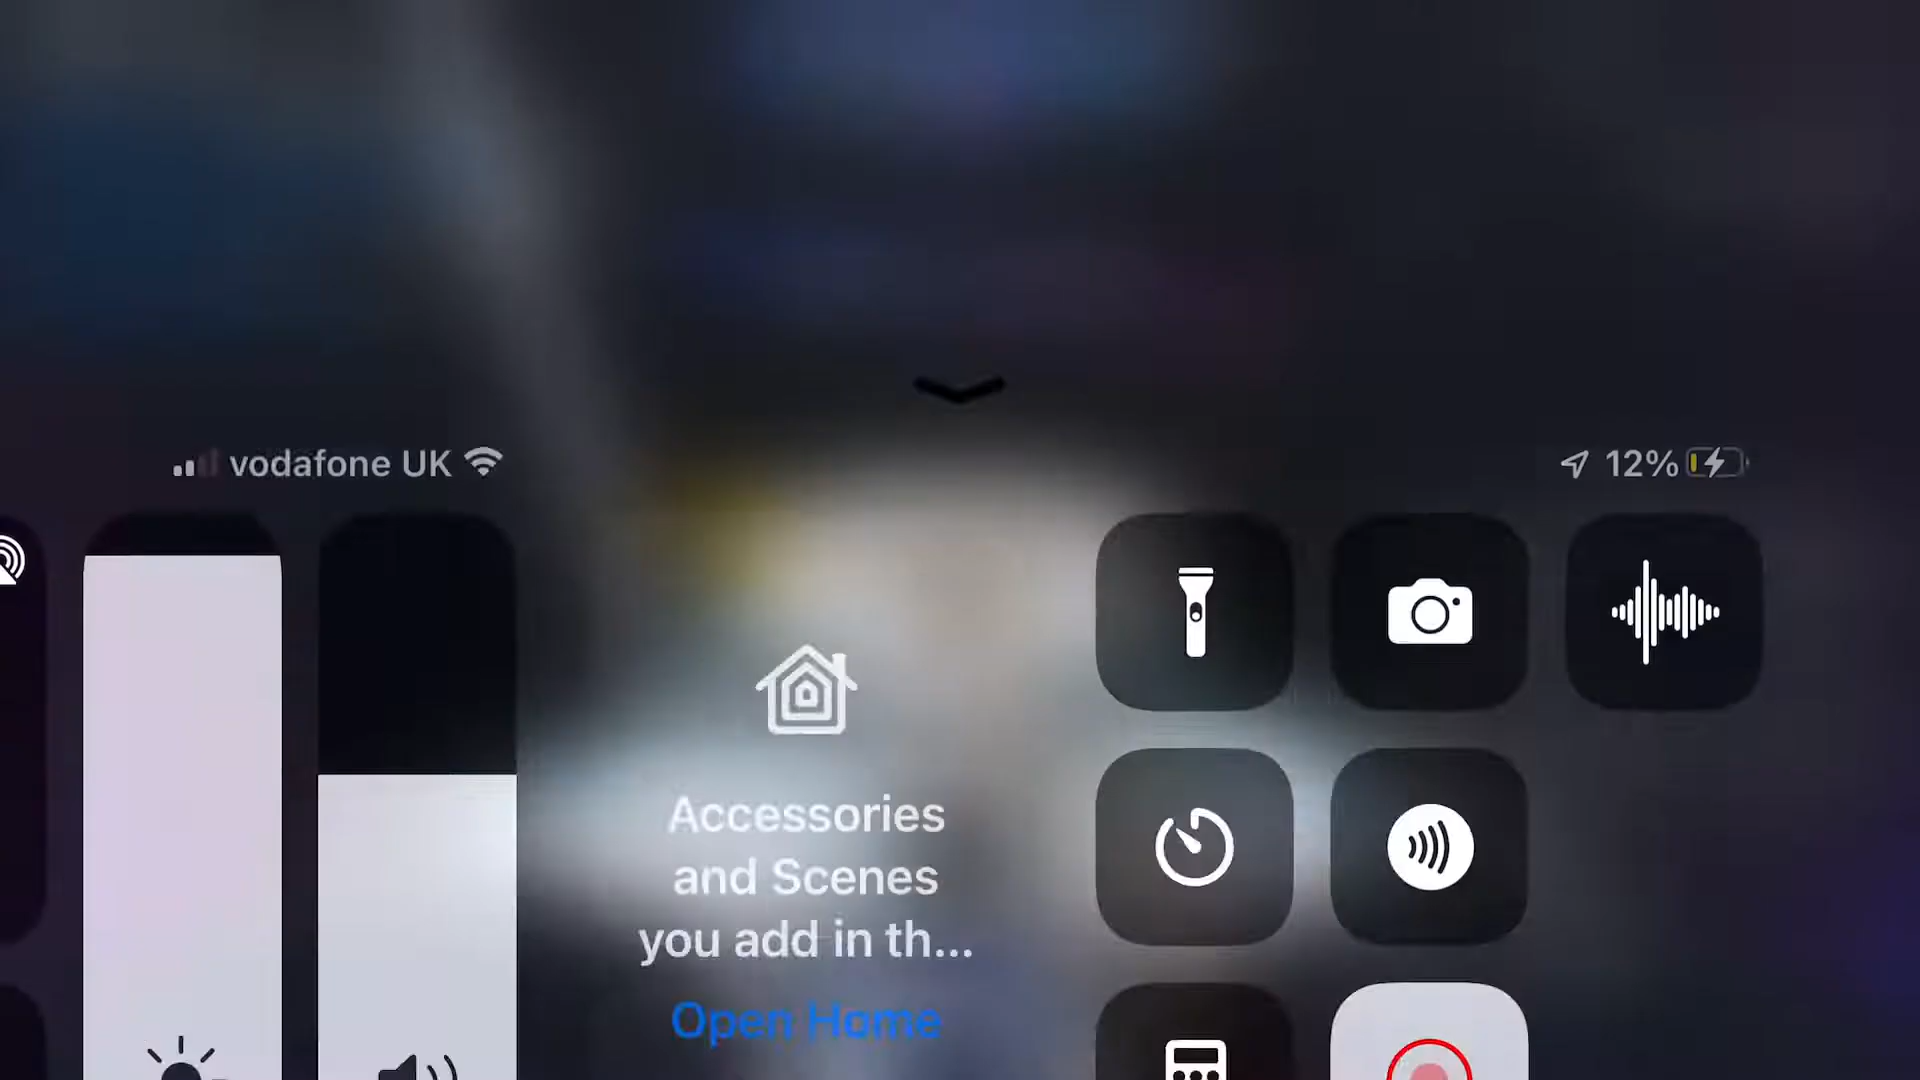 vodafone UK
12%
Accessories
and Scenes
you add in th...
Open Home